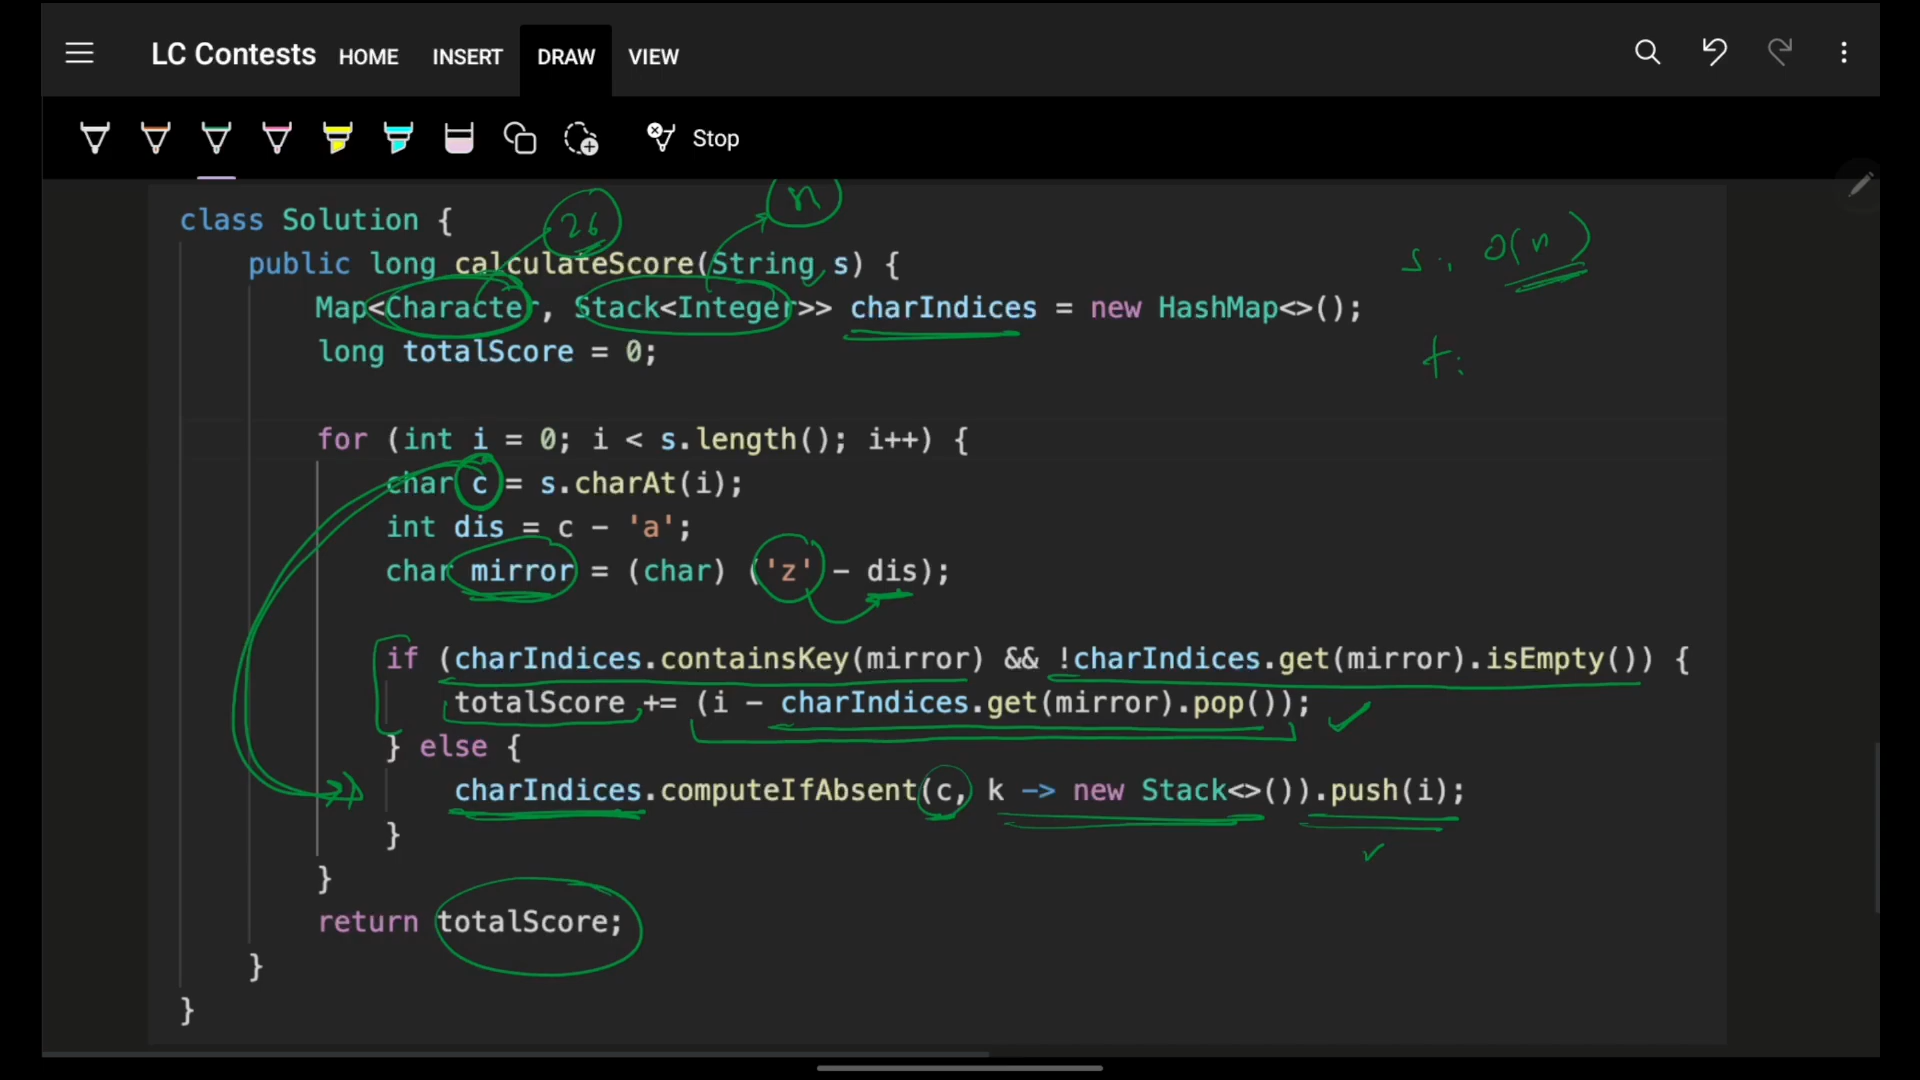 LC Contests HOME INSERT DRAW VIEW
Stop
n
26
class Solution {
s: O(n)
public long calculateScore(String s) {
Map<Character, Stack<Integer>> charIndices = new HashMap<>();
long totalScore = 0;
t:
for (int i = 0; i < s.length(); i++) {
char c = s.charAt(i);
int dis = c - 'a';
char mirror = (char) ('z' - dis);
if (charIndices.containsKey(mirror) && !charIndices.get(mirror).isEmpty()) {
totalScore += (i - charIndices.get(mirror).pop());
} else {
charIndices.computeIfAbsent(c, k -> new Stack<>()).push(i);
}
}
return totalScore;
}
}